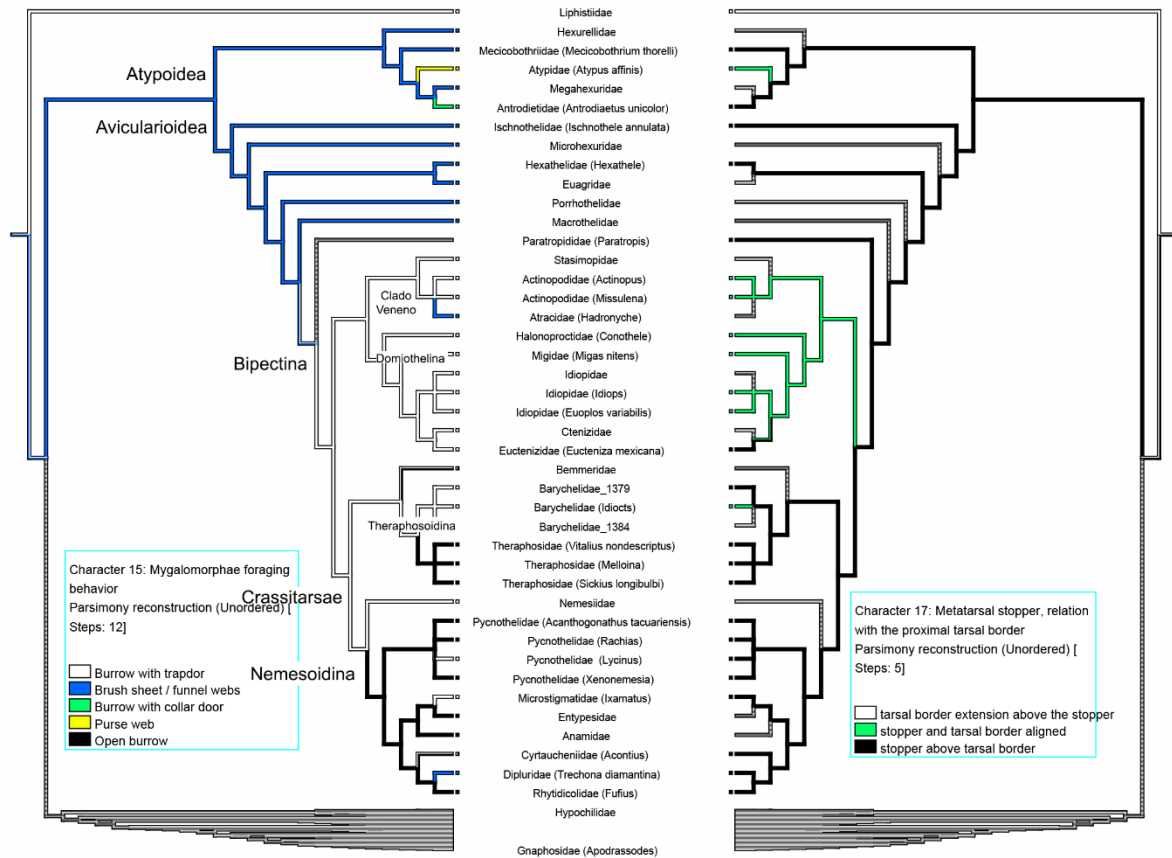 Liphistiidae
Hexurellidae
Mecicobothriidae (Mecicobothrium thorelli)
Atypoidea
Atypidae (Atypus affinis)
Megahexuridae
Antrodietidae (Antrodiaetus unicolor)
Avicularioidea
Ischnothelidae (Ischnothele annulata)
Microhexuridae
Hexathelidae (Hexathele)
Euagridae
Porrhothelidae
Macrothelidae
Paratropididae (Paratropis)
Stasimopidae
Actinopodidae (Actinopus)
Clado
Veneno
Actinopodidae (Missulena)
Atracidae (Hadronyche)
Halonoproctidae (Conothele)
Bipectina
Domiothelina
Migidae (Migas nitens)
Idiopidae
Idiopidae (Idiops)
Idiopidae (Euoplos variabilis)
Ctenizidae
Euctenizidae (Eucteniza mexicana)
Bemmeridae
Barychelidae_1379
Barychelidae (Idiocts)
Theraphosoidina
Barychelidae_1384
Theraphosidae (Vitalius nondescriptus)
Theraphosidae (Melloina)
Theraphosidae (Sickius longibulbi)
Crassitarsae
Nemesiidae
Pycnothelidae (Acanthogonathus tacuariensis)
Pycnothelidae (Rachias)
Pycnothelidae (Lycinus)
Nemesoidina
Pycnothelidae (Xenonemesia)
Microstigmatidae (Ixamatus)
Entypesidae
Anamidae
Cyrtaucheniidae (Acontius)
Dipluridae (Trechona diamantina)
Rhytidicolidae (Fufius)
Hypochilidae
Gnaphosidae (Apodrassodes)
Character 15: Mygalomorphae foraging
behavior
Parsimony reconstruction (Unordered) [
Steps: 12]
Burrow with trapdor
Brush sheet / funnel webs
Burrow with collar door
Purse web
Open burrow
Character 17: Metatarsal stopper, relation
with the proximal tarsal border
Parsimony reconstruction (Unordered) [
Steps: 5]
tarsal border extension above the stopper
stopper and tarsal border aligned
stopper above tarsal border